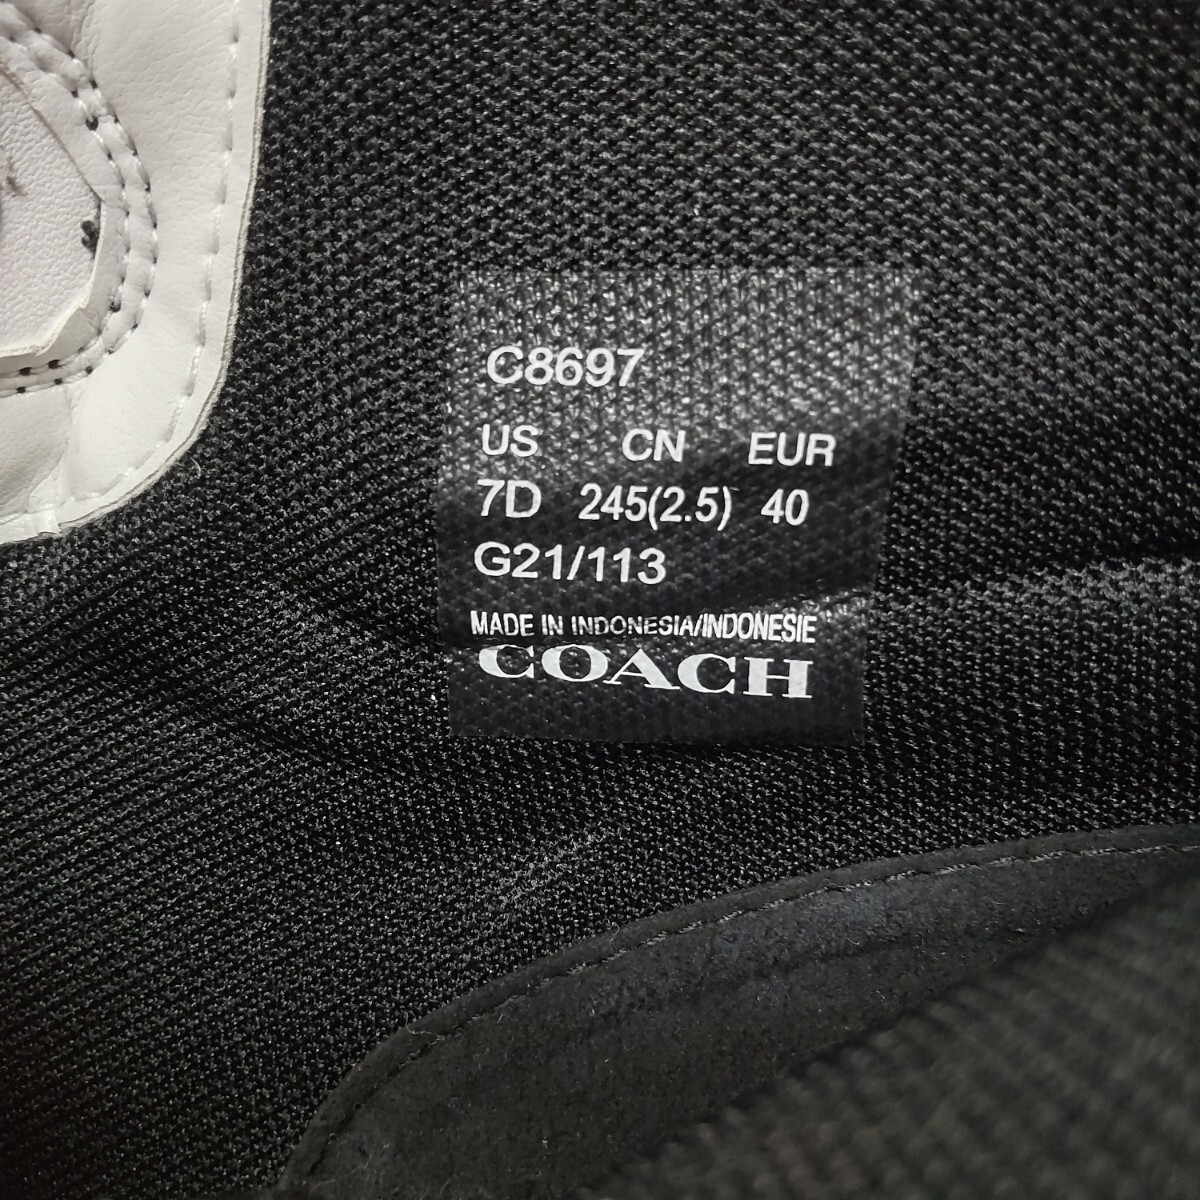 C8697
US CN EUR
7D 245(2.5) 40
G21/113
MADE IN INDONESIA/INDONESIE
COACH